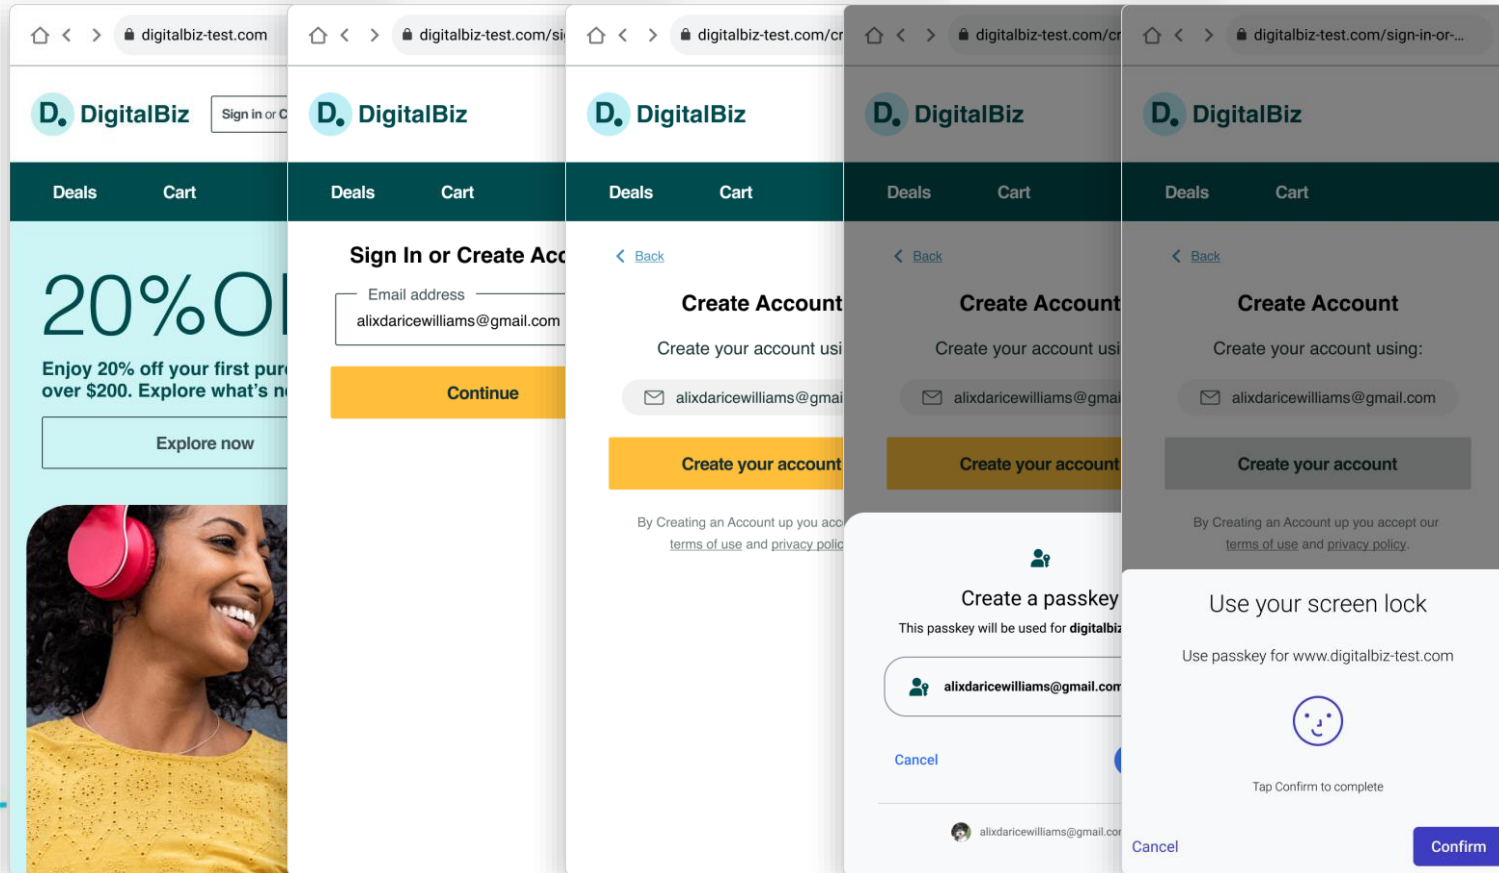 digitalbiz-test.com
D. DigitalBiz
Sign in or C
Deals Cart
20%O
Enjoy 20% off your first pur
over $200. Explore what's n
Explore now
digitalbiz-test.com/si
D. DigitalBiz
Deals Cart
Sign In or Create Acc
Email address
alixdaricewilliams@gmail.com
Continue
digitalbiz-test.com/cr
D. DigitalBiz
Deals Cart
Back
Create Account
Create your account usi
alixdaricewilliams@gmai
Create your account
By Creating an Account up you acc
terms of use and privacy polic
digitalbiz-test.com/cr
D. DigitalBiz
Deals Cart
Back
Create Account
Create your account usi
alixdaricewilliams@gmai
Create your account
Create a passkey
This passkey will be used for digitalbiz
alixdaricewilliams@gmail.com
Cancel
alixdaricewilliams@gmail.cor
digitalbiz-test.com/sign-in-or-...
D. DigitalBiz
Deals Cart
Back
Create Account
Create your account using:
alixdaricewilliams@gmail.com
Create your account
By Creating an Account up you accept our
terms of use and privacy policy.
Use your screen lock
Use passkey for www.digitalbiz-test.com
Tap Confirm to complete
Cancel Confirm